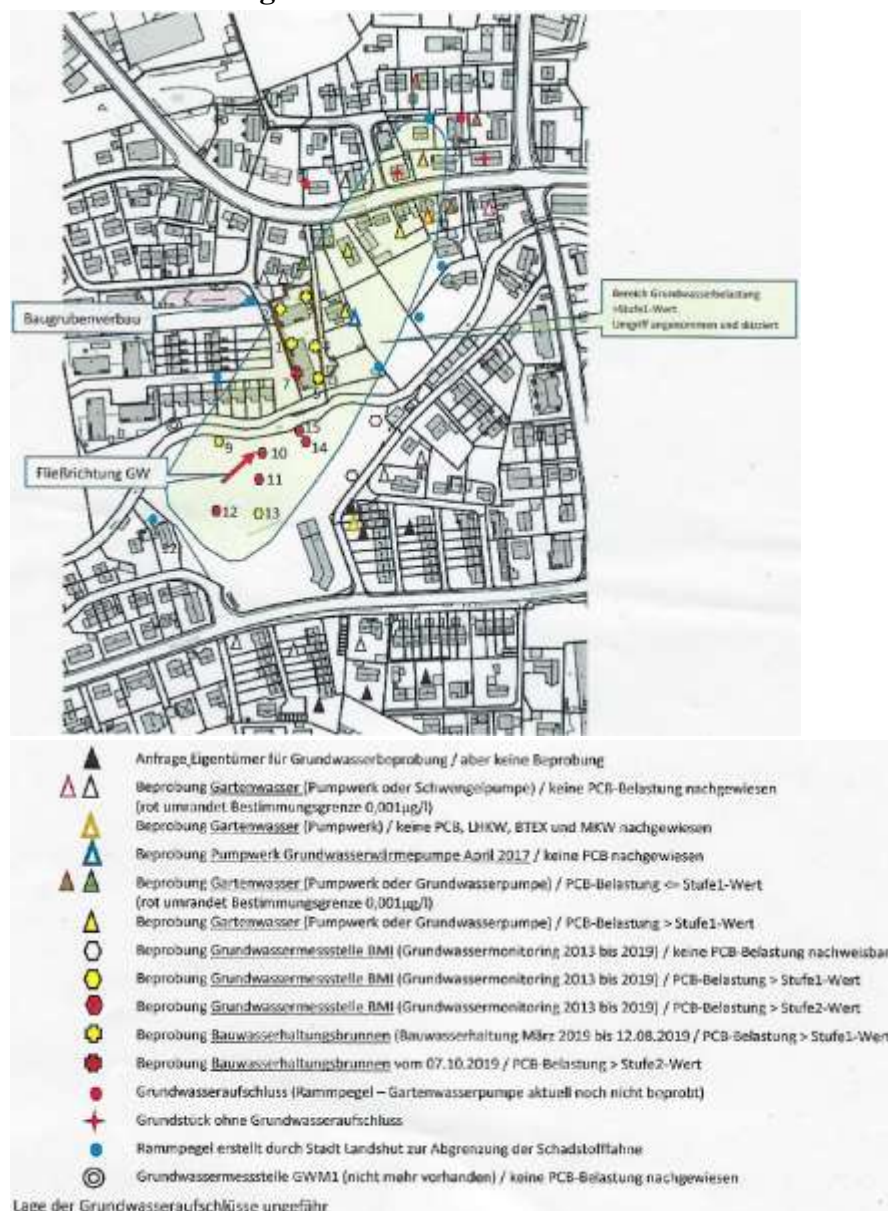 Baugrubenverbau
Bereich Grundwasserbelastung
>Stufe1-Wert
Umgriff angenommen und skizziert
Fließrichtung GW
7
9
15
14
10
11
12
13
▲ Anfrage Eigentümer für Grundwasserbeprobung / aber keine Beprobung
Beprobung Gartenwasser (Pumpwerk oder Schwengelpumpe) / keine PCB-Belastung nachgewiesen
(rot umrandet Bestimmungsgrenze 0,001µg/l)
Beprobung Gartenwasser (Pumpwerk) / keine PCB, LHKW, BTEX und MKW nachgewiesen
Beprobung Pumpwerk Grundwasserwärmepumpe April 2017 / keine PCB nachgewiesen
Beprobung Gartenwasser (Pumpwerk oder Grundwasserpumpe) / PCB-Belastung <= Stufe1-Wert
(rot umrandet Bestimmungsgrenze 0,001µg/l)
Beprobung Gartenwasser (Pumpwerk oder Grundwasserpumpe) / PCB-Belastung > Stufe1-Wert
Beprobung Grundwassermessstelle BMI (Grundwassermonitoring 2013 bis 2019) / keine PCB-Belastung nachweisbar
Beprobung Grundwassermessstelle BMI (Grundwassermonitoring 2013 bis 2019) / PCB-Belastung > Stufe1-Wert
Beprobung Grundwassermessstelle BMI (Grundwassermonitoring 2013 bis 2019) / PCB-Belastung > Stufe2-Wert
Beprobung Bauwasserhaltungsbrunnen (Bauwasserhaltung März 2019 bis 12.08.2019 / PCB-Belastung > Stufe1-Wert
Beprobung Bauwasserhaltungsbrunnen vom 07.10.2019 / PCB-Belastung > Stufe2-Wert
Grundwasseraufschluss (Rammpegel – Gartenwasserpumpe aktuell noch nicht beprobt)
Grundstück ohne Grundwasseraufschluss
Rammpegel erstellt durch Stadt Landshut zur Abgrenzung der Schadstofffahne
Grundwassermessstelle GWM1 (nicht mehr vorhanden) / keine PCB-Belastung nachgewiesen
Lage der Grundwasseraufschlüsse ungefähr